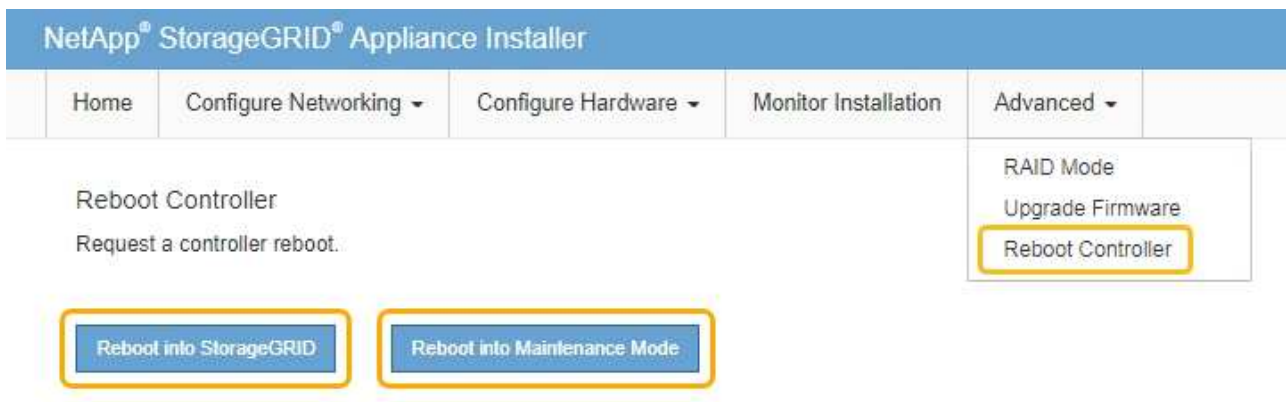 NetApp® StorageGRID® Appliance Installer
Home Configure Networking Configure Hardware Monitor Installation Advanced
RAID Mode
Upgrade Firmware
Reboot Controller
Reboot Controller
Request a controller reboot.
Reboot into StorageGRID Reboot into Maintenance Mode